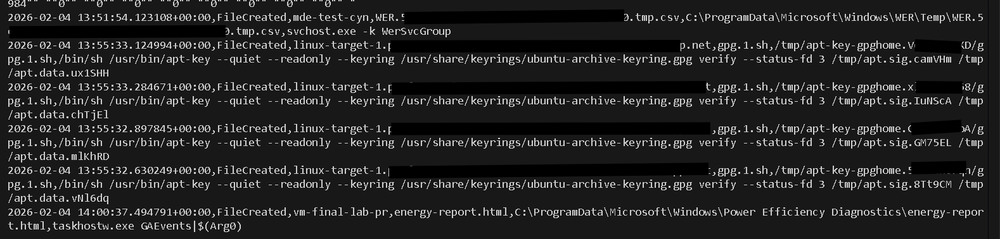 984"" ""0"" ""0"" ""0"" ""0"" ""0"" ""0"" ""0"" "
2026-02-04 13:51:54.123108+00:00,FileCreated,mde-test-cyn,WER.5 0.tmp.csv,C:\ProgramData\Microsoft\Windows\WER\Temp\WER.5
0.tmp.csv,svchost.exe -k WerSvcGroup
2026-02-04 13:55:33.124994+00:00,FileCreated,linux-target-1.p p.net,gpg.1.sh,/tmp/apt-key-gpghome.V KD/g
pg.1.sh,/bin/sh /usr/bin/apt-key --quiet --readonly --keyring /usr/share/keyrings/ubuntu-archive-keyring.gpg verify --status-fd 3 /tmp/apt.sig.camVHm /tmp
/apt.data.ux1SHH
2026-02-04 13:55:33.284671+00:00,FileCreated,linux-target-1.p t,gpg.1.sh,/tmp/apt-key-gpghome.x 68/g
pg.1.sh,/bin/sh /usr/bin/apt-key --quiet --readonly --keyring /usr/share/keyrings/ubuntu-archive-keyring.gpg verify --status-fd 3 /tmp/apt.sig.IuNScA /tmp
/apt.data.chTjEl
2026-02-04 13:55:32.897845+00:00,FileCreated,linux-target-1.p ,gpg.1.sh,/tmp/apt-key-gpghome. A/g
pg.1.sh,/bin/sh /usr/bin/apt-key --quiet --readonly --keyring /usr/share/keyrings/ubuntu-archive-keyring.gpg verify --status-fd 3 /tmp/apt.sig.GM75EL /tmp
/apt.data.mlKhRD
2026-02-04 13:55:32.630249+00:00,FileCreated,linux-target-1. ,gpg.1.sh,/tmp/apt-key-gpghome.5 h/g
pg.1.sh,/bin/sh /usr/bin/apt-key --quiet --readonly --keyring /usr/share/keyrings/ubuntu-archive-keyring.gpg verify --status-fd 3 /tmp/apt.sig.8Tt9CM /tmp
/apt.data.vNl6dq
2026-02-04 14:00:37.494791+00:00,FileCreated,vm-final-lab-pr,energy-report.html,C:\ProgramData\Microsoft\Windows\Power Efficiency Diagnostics\energy-repor
t.html,taskhostw.exe GAEvents|$(Arg0)